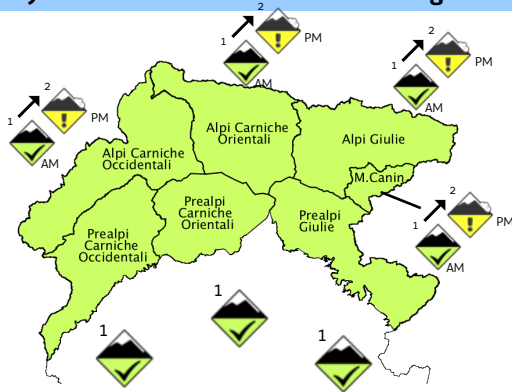 2
1
PM
AM
2
1
PM
AM
2
1
PM
AM
Alpi Carniche
Orientali
Alpi Giulie
Alpi Carniche
Occidentali
M.Canin
2
1
PM
AM
Prealpi
Carniche
Orientali
Prealpi
Giulie
Prealpi
Carniche
Occidentali
1
1
1